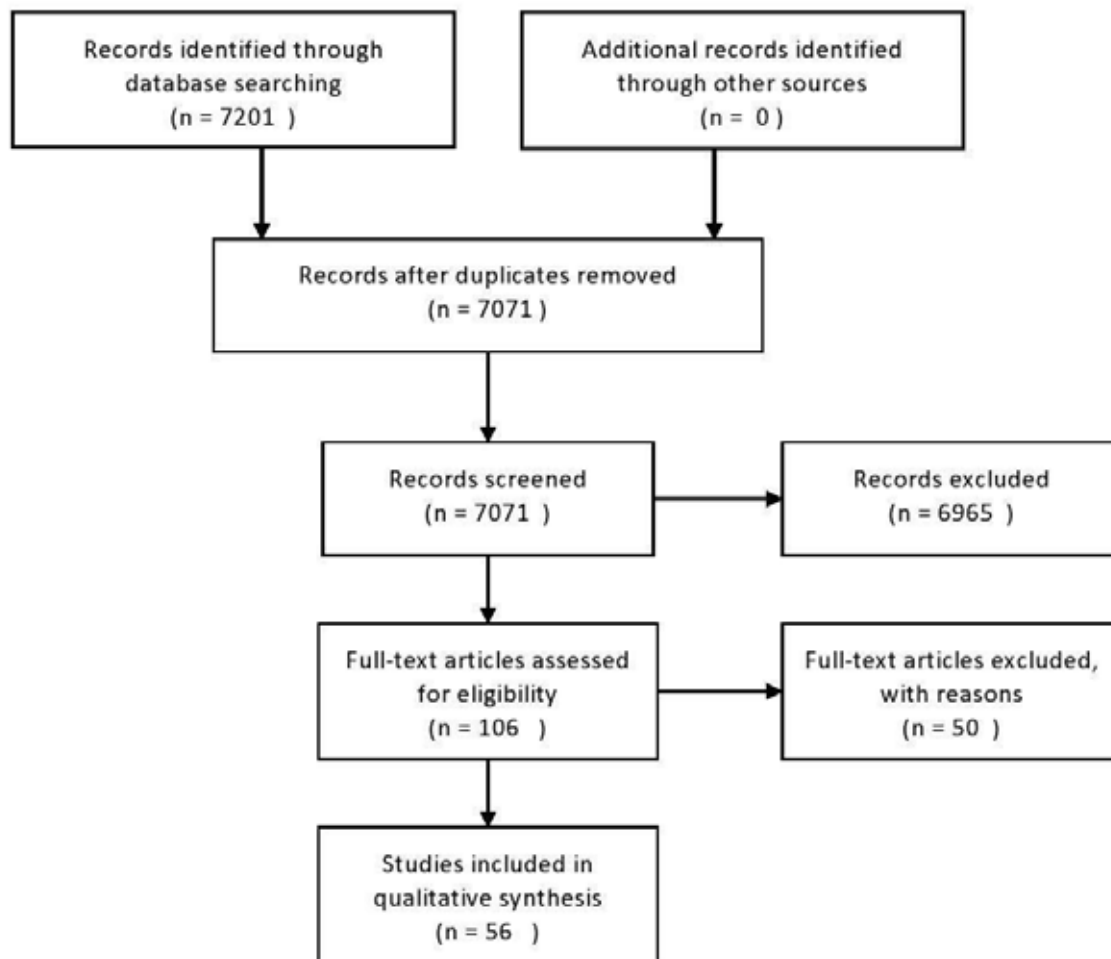 Records identified through
database searching
(n = 7201 )
Additional records identified
through other sources
(n = 0 )
Records after duplicates removed
(n = 7071 )
Records screened
(n = 7071 )
Records excluded
(n = 6965 )
Full-text articles assessed
for eligibility
(n = 106 )
Full-text articles excluded,
with reasons
(n = 50 )
Studies included in
qualitative synthesis
(n = 56 )